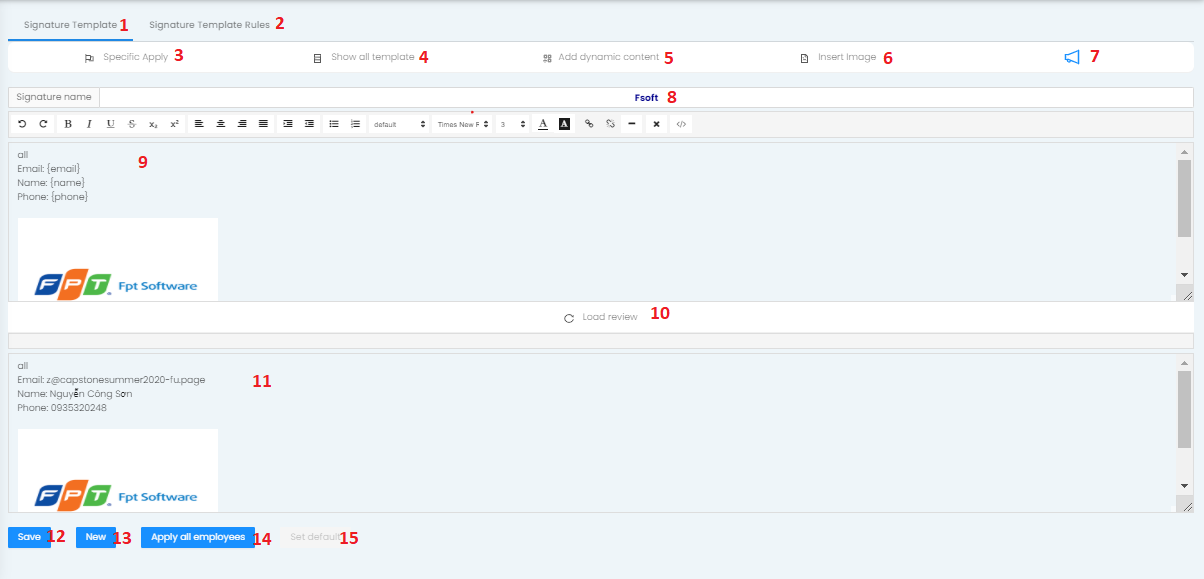 Signature Template 1 Signature Template Rules 2
Specific Apply 3 Show all template 4 Add dynamic content 5 Insert Image 6 7
Signature name Fsoft 8
B I U S x₂ x² default Times New F 3 A A </>
all 9
Email: {email}
Name: {name}
Phone: {phone}
FPT. Fpt Software
Load review 10
all
Email: z@capstonesummer2020-fu.page 11
Name: Nguyễn Công Sơn
Phone: 0935320248
FPT. Fpt Software
Save 12 New 13 Apply all employees 14 Set default 15